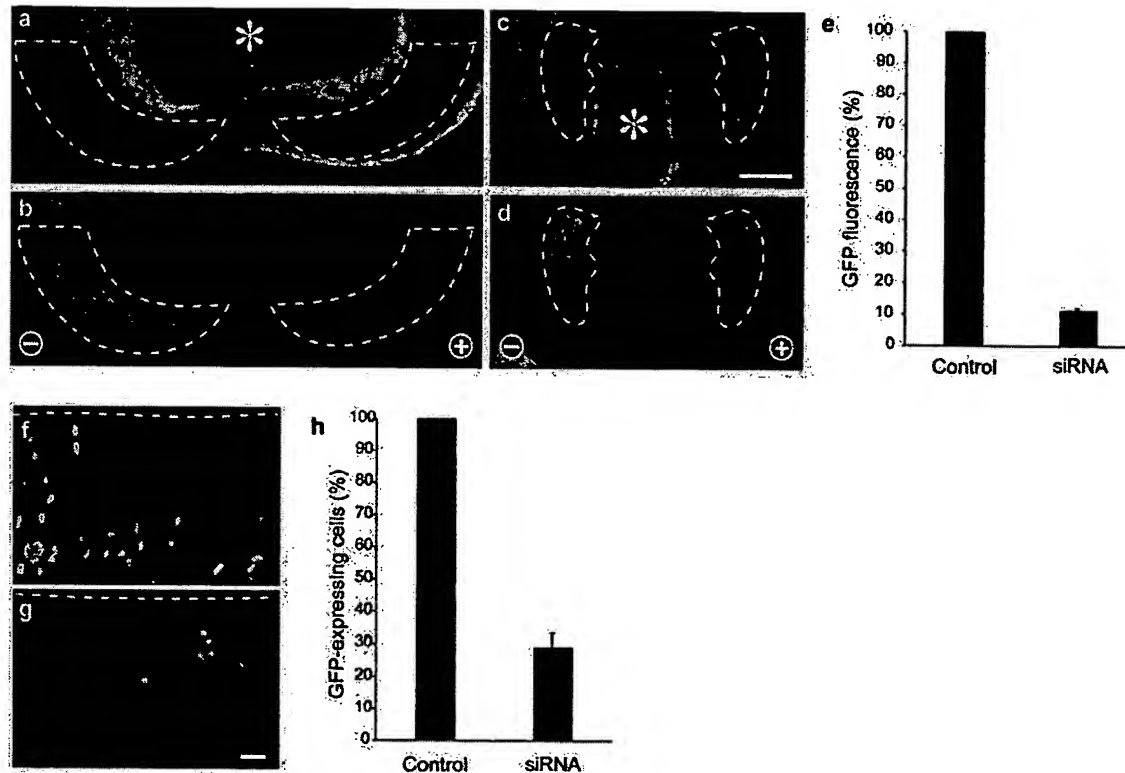 a
*
c
*
b
−
+
d
−
+
e
GFP fluorescence (%)
100
90
80
70
60
50
40
30
20
10
0
Control siRNA
f
g
h
GFP-expressing cells (%)
100
90
80
70
60
50
40
30
20
10
0
Control siRNA